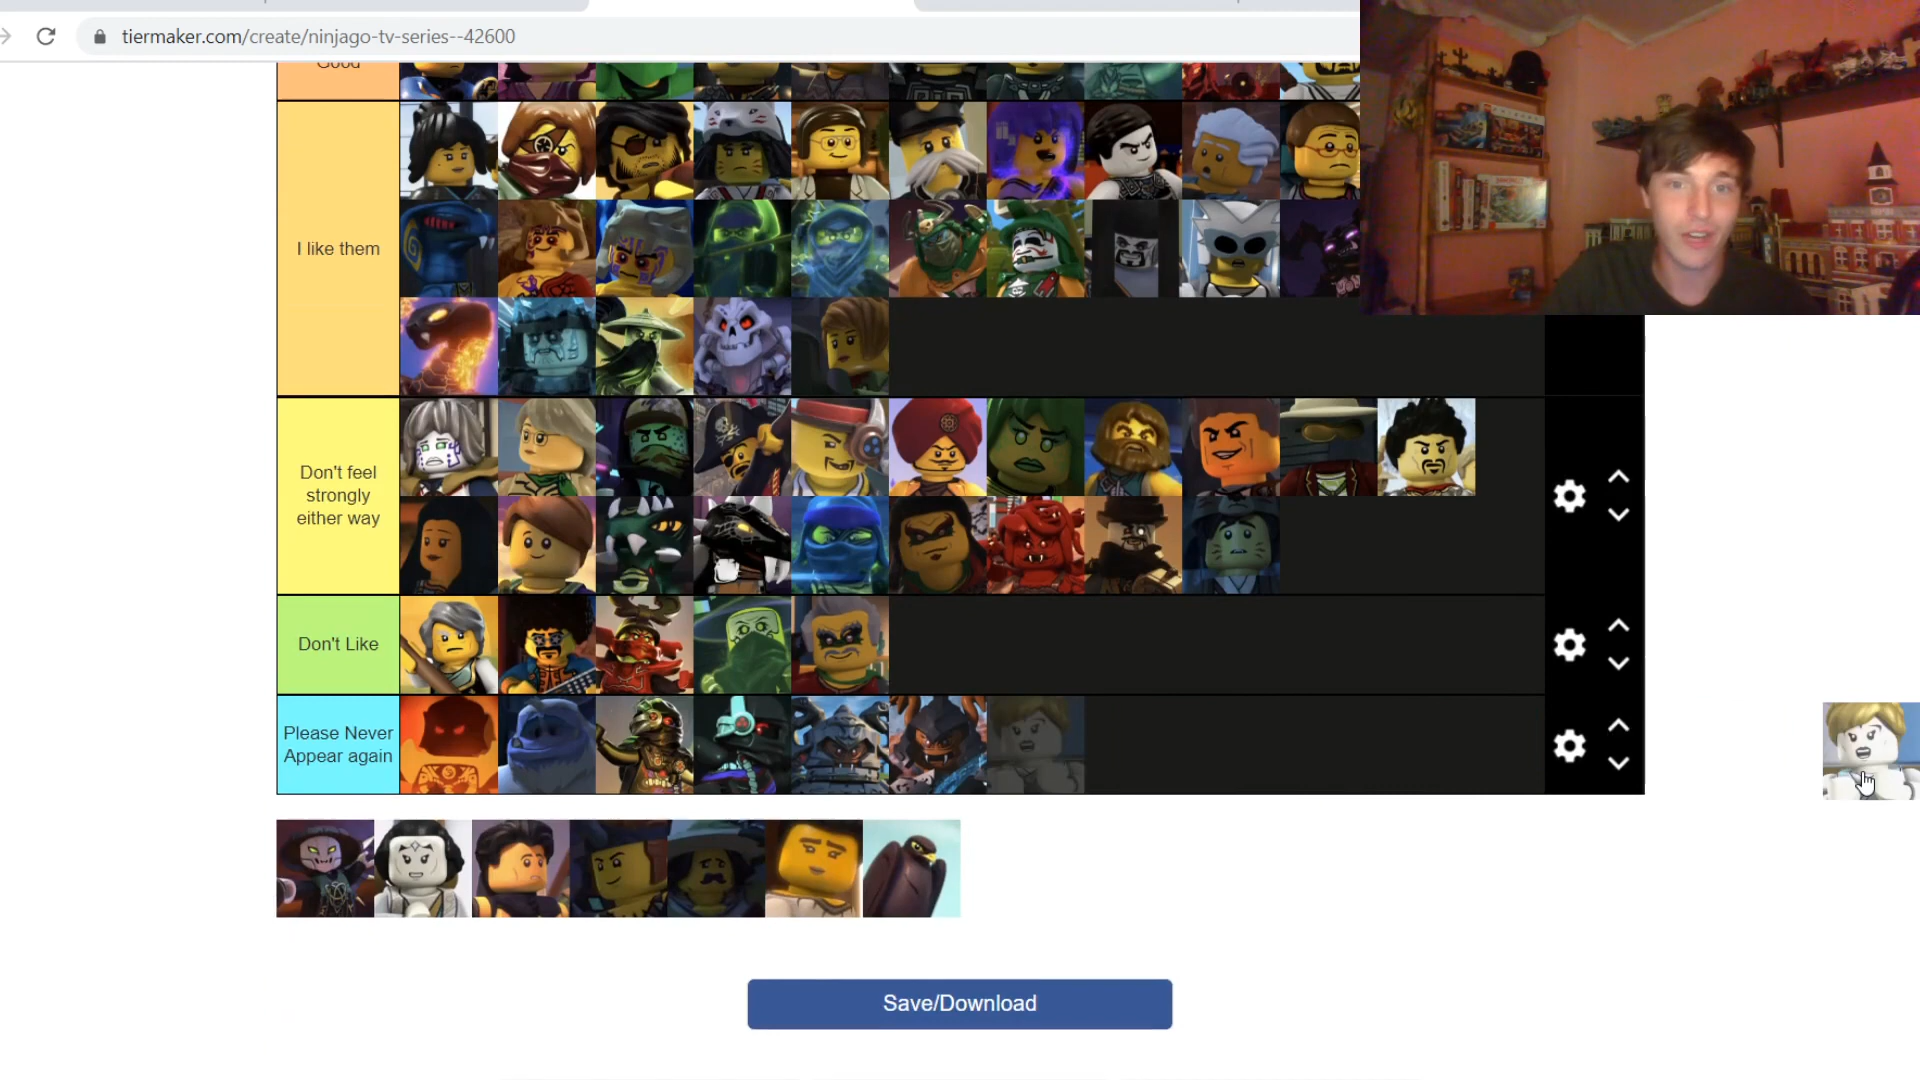 tiermaker.com/create/ninjago-tv-series--42600
Good
I like them
Don't feel
strongly
either way
Don't Like
Please Never
Appear again
Save/Download